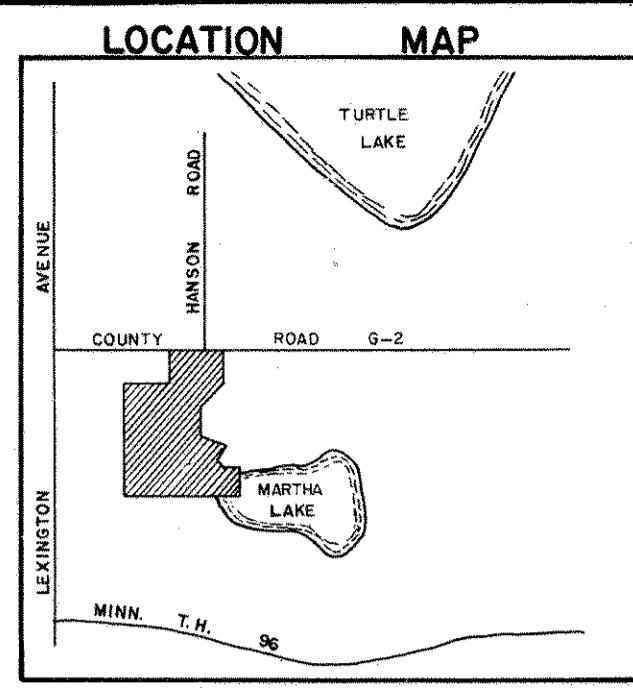 LOCATION MAP
TURTLE
LAKE
HANSON ROAD
AVENUE
COUNTY ROAD G-2
MARTHA
LAKE
LEXINGTON
MINN. T.H. 96